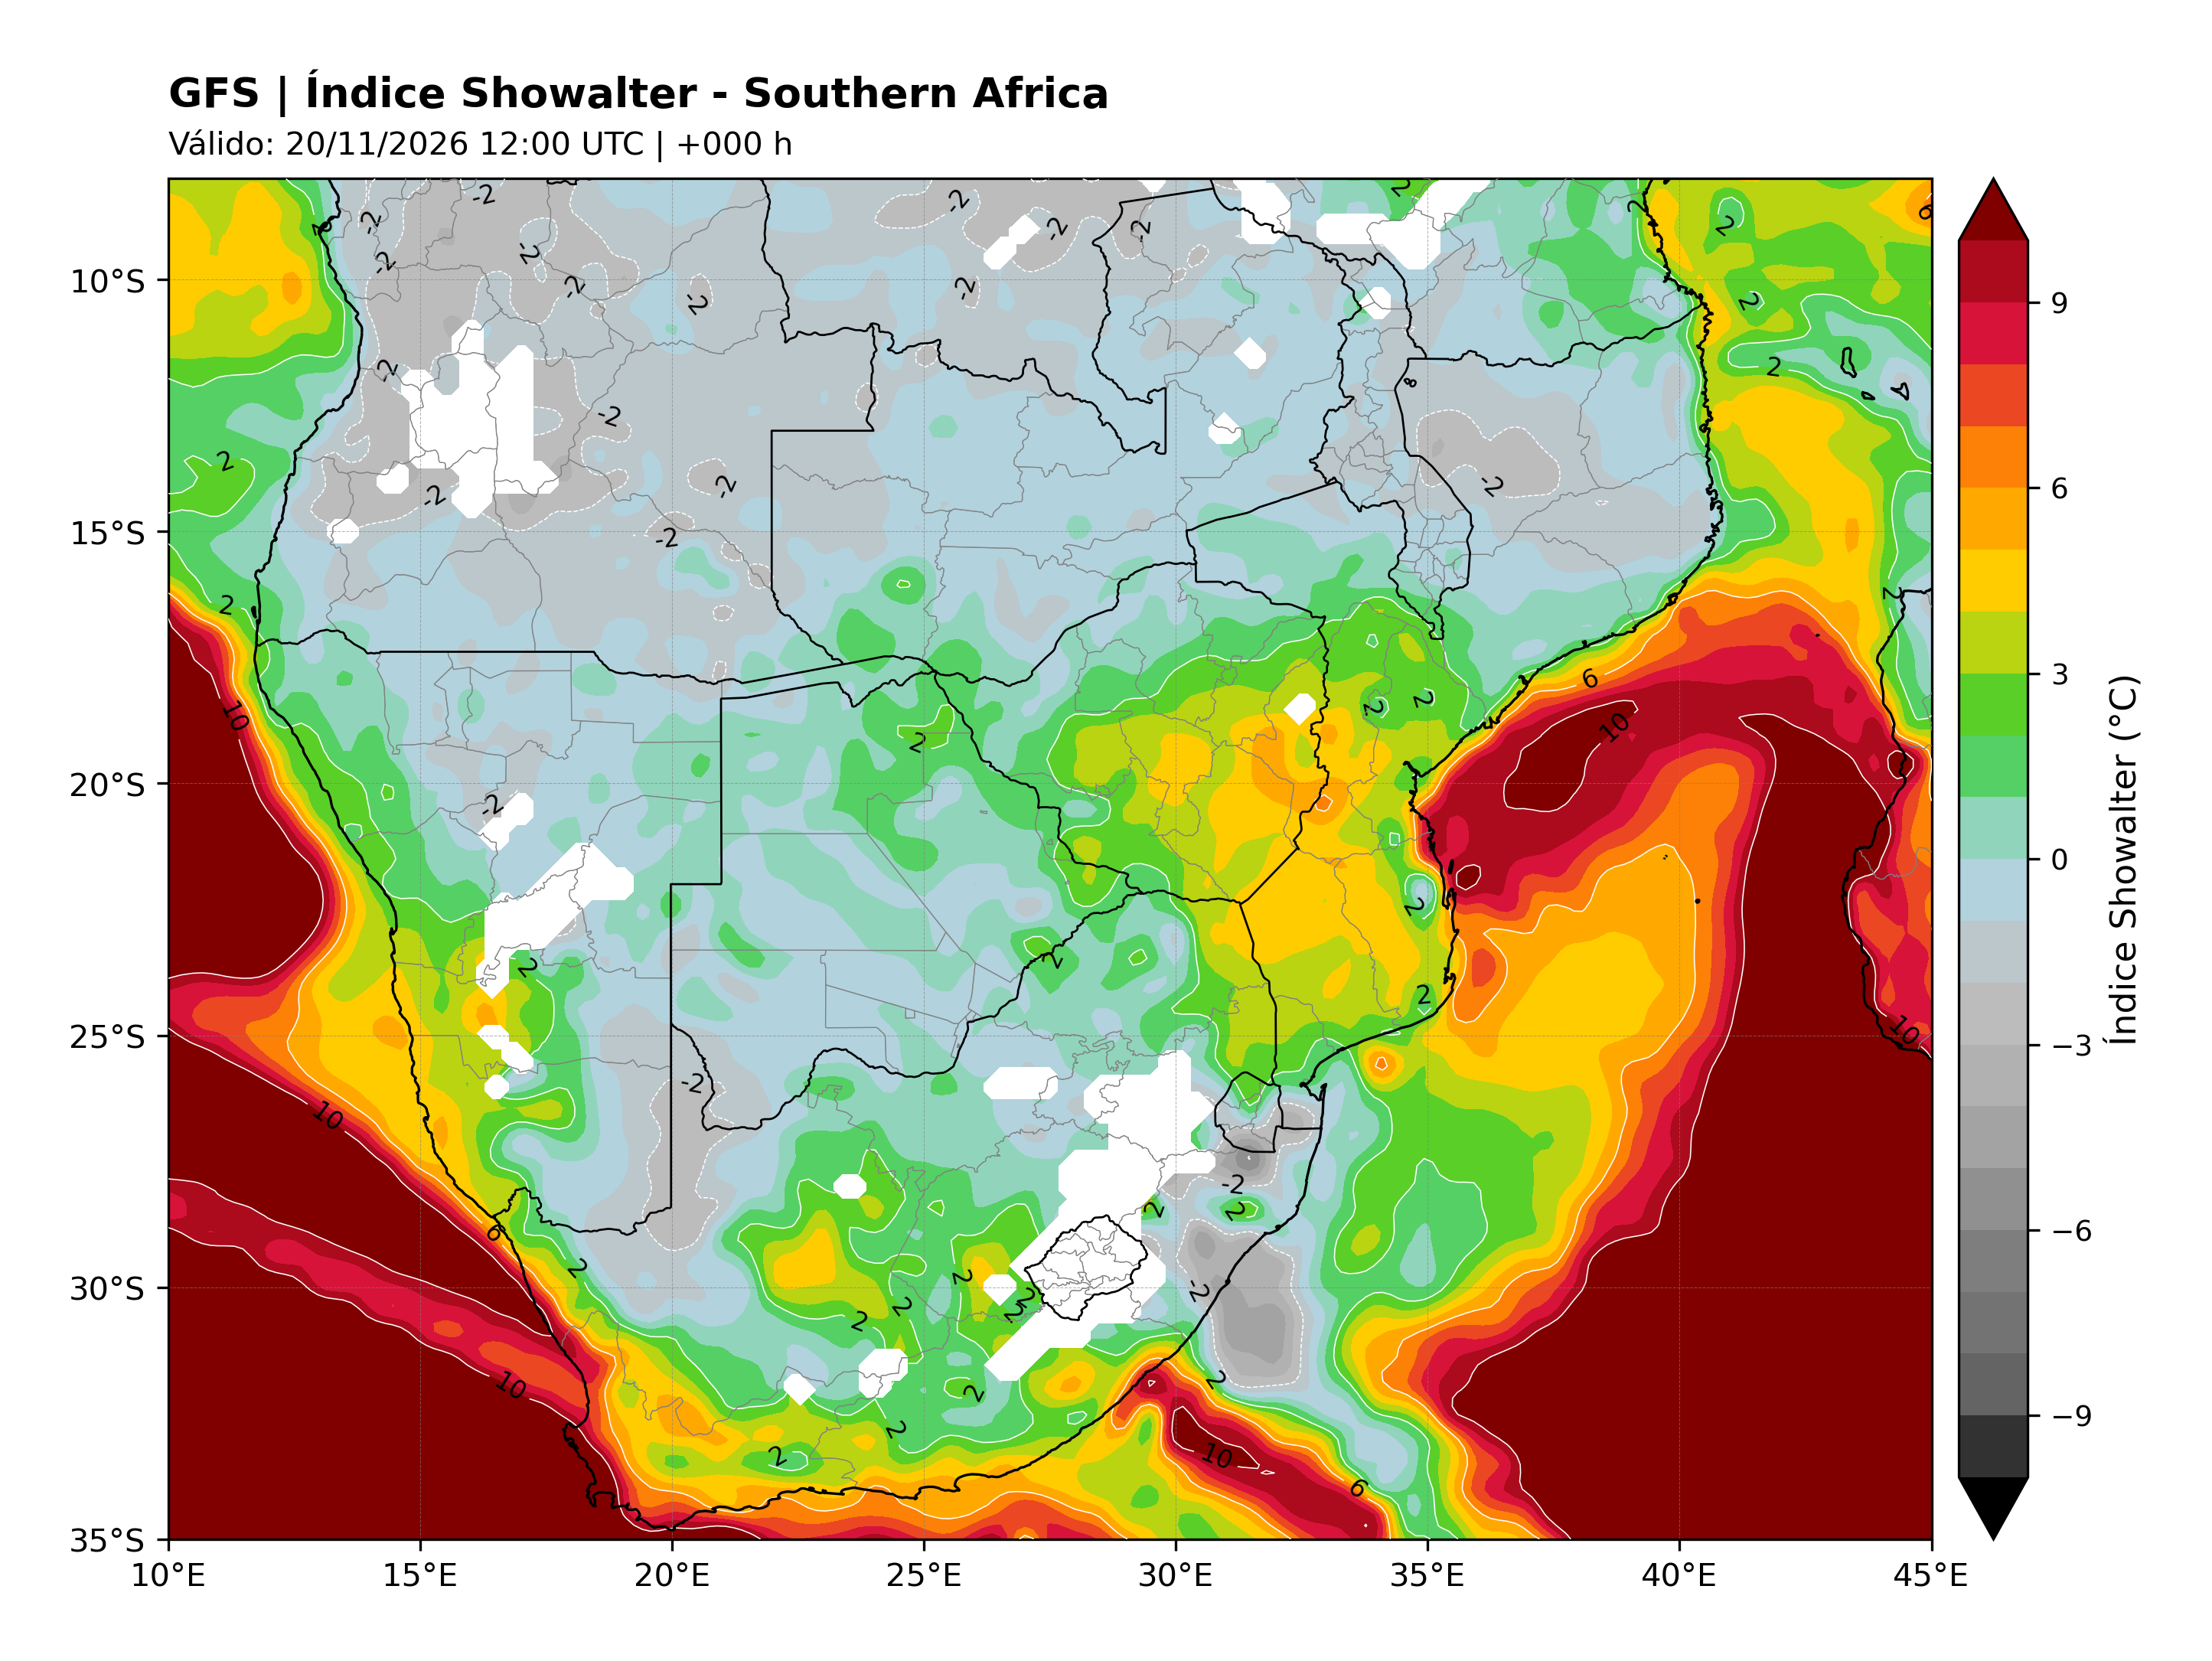 GFS | Índice Showalter - Southern Africa
Válido: 20/11/2026 12:00 UTC | +000 h
10°S
15°S
20°S
25°S
30°S
35°S
10°E
15°E
20°E
25°E
30°E
35°E
40°E
45°E
9
6
3
0
−3
−6
−9
Índice Showalter (°C)